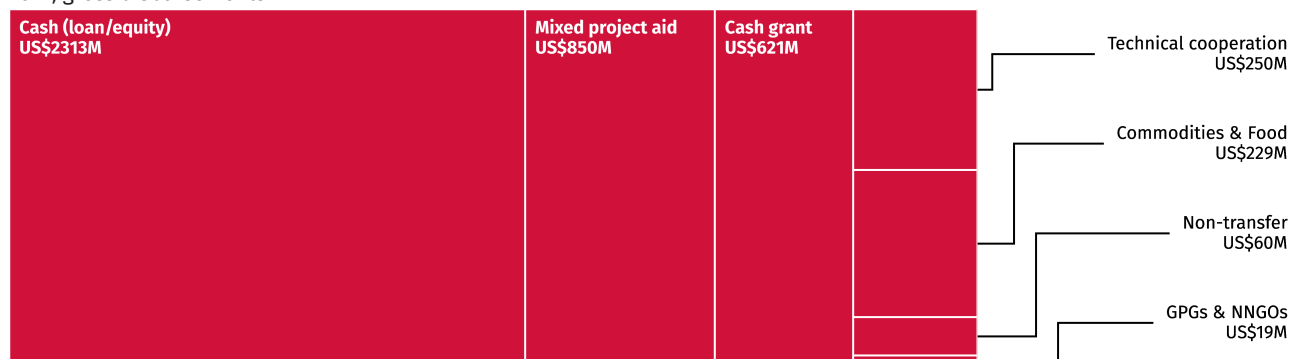 Cash (loan/equity)
US$2313M
Mixed project aid
US$850M
Cash grant
US$621M
Technical cooperation
US$250M
Commodities & Food
US$229M
Non-transfer
US$60M
GPGs & NNGOs
US$19M